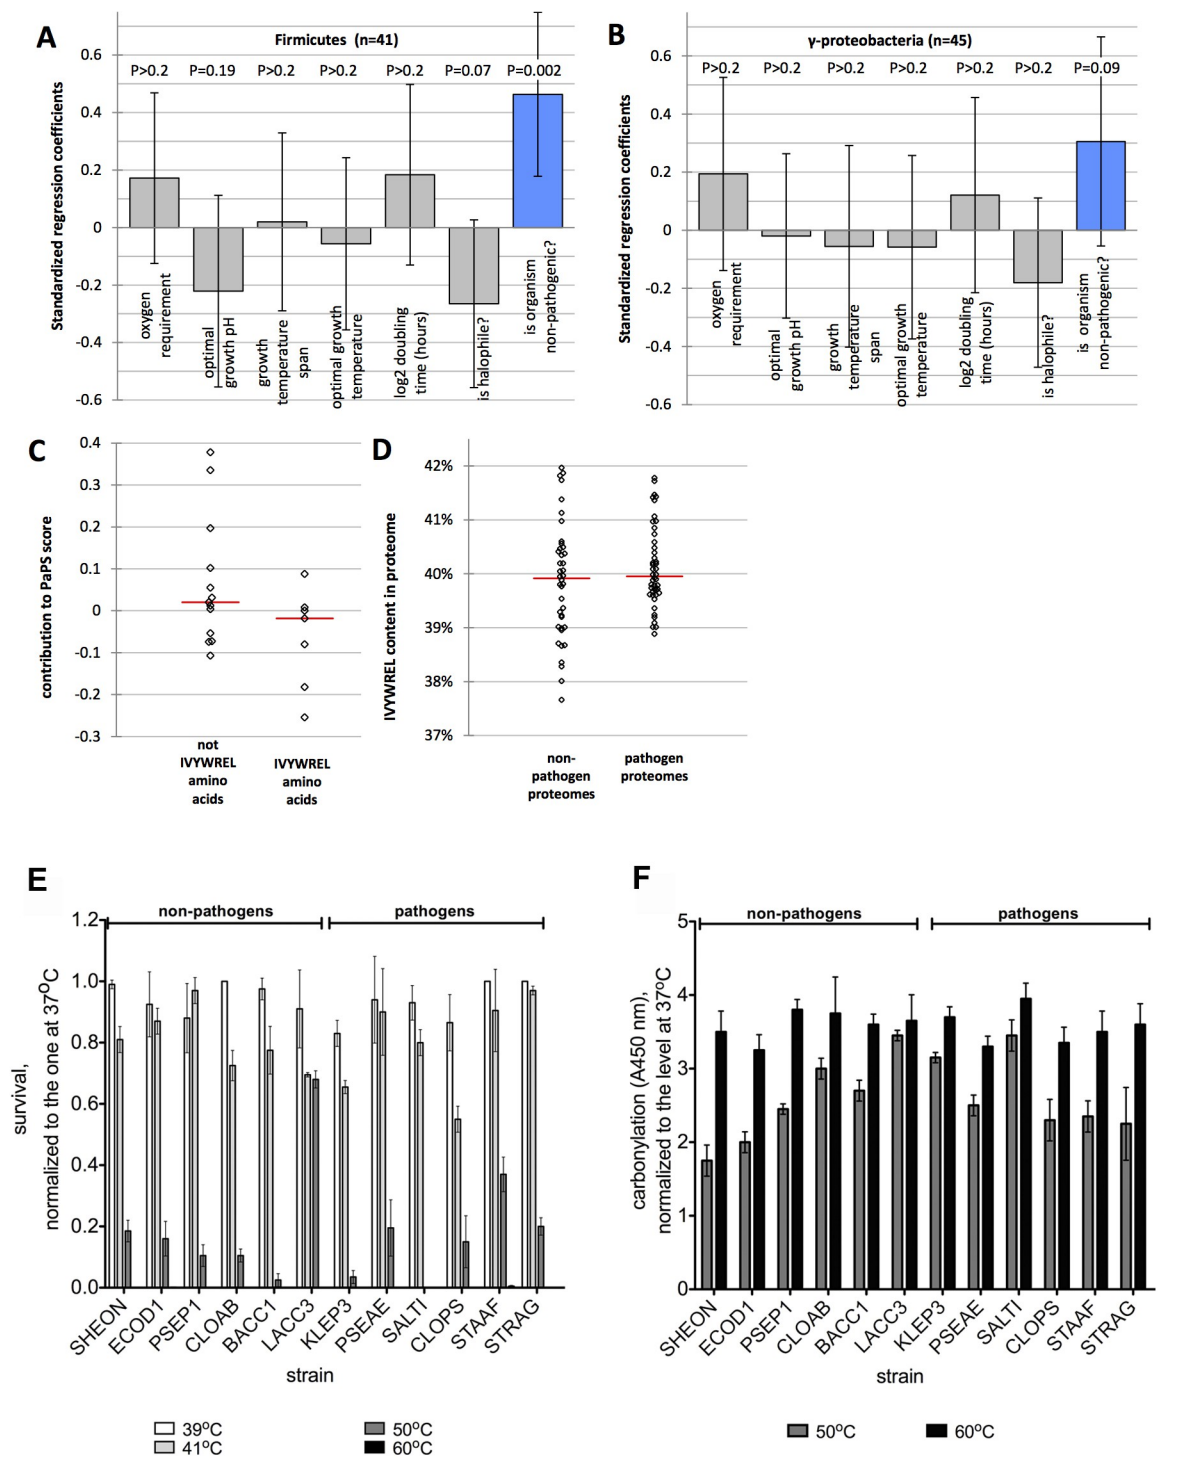 A
Firmicutes (n=41)
Standardized regression coefficients
0.6
0.4
0.2
0
-0.2
-0.4
-0.6
P>0.2
P=0.19
P>0.2
P>0.2
P>0.2
P=0.07
P=0.002
oxygen
requirement
optimal
growth pH
growth
temperature
span
optimal growth
temperature
log2 doubling
time (hours)
is halophile?
is organism
non-pathogenic?
B
γ-proteobacteria (n=45)
Standardized regression coefficients
0.6
0.4
0.2
0
-0.2
-0.4
-0.6
P>0.2
P>0.2
P>0.2
P>0.2
P>0.2
P>0.2
P=0.09
oxygen
requirement
optimal
growth pH
growth
temperature
span
optimal growth
temperature
log2 doubling
time (hours)
is halophile?
is organism
non-pathogenic?
C
contribution to PaPS score
0.4
0.3
0.2
0.1
0
-0.1
-0.2
-0.3
not
IVYWREL
amino
acids
IVYWREL
amino
acids
D
IVYWREL content in proteome
42%
41%
40%
39%
38%
37%
non-
pathogen
proteomes
pathogen
proteomes
E
non-pathogens
pathogens
survival,
normalized to the one at 37ºC
1.2
1.0
0.8
0.6
0.4
0.2
0.0
SHEON
ECOD1
PSEP1
CLOAB
BACC1
LACC3
KLEP3
PSEAE
SALTI
CLOPS
STAAF
STRAG
strain
39ºC
41ºC
50ºC
60ºC
F
non-pathogens
pathogens
carbonylation (A450 nm),
normalized to the level at 37ºC
5
4
3
2
1
0
SHEON
ECOD1
PSEP1
CLOAB
BACC1
LACC3
KLEP3
PSEAE
SALTI
CLOPS
STAAF
STRAG
strain
50ºC
60ºC